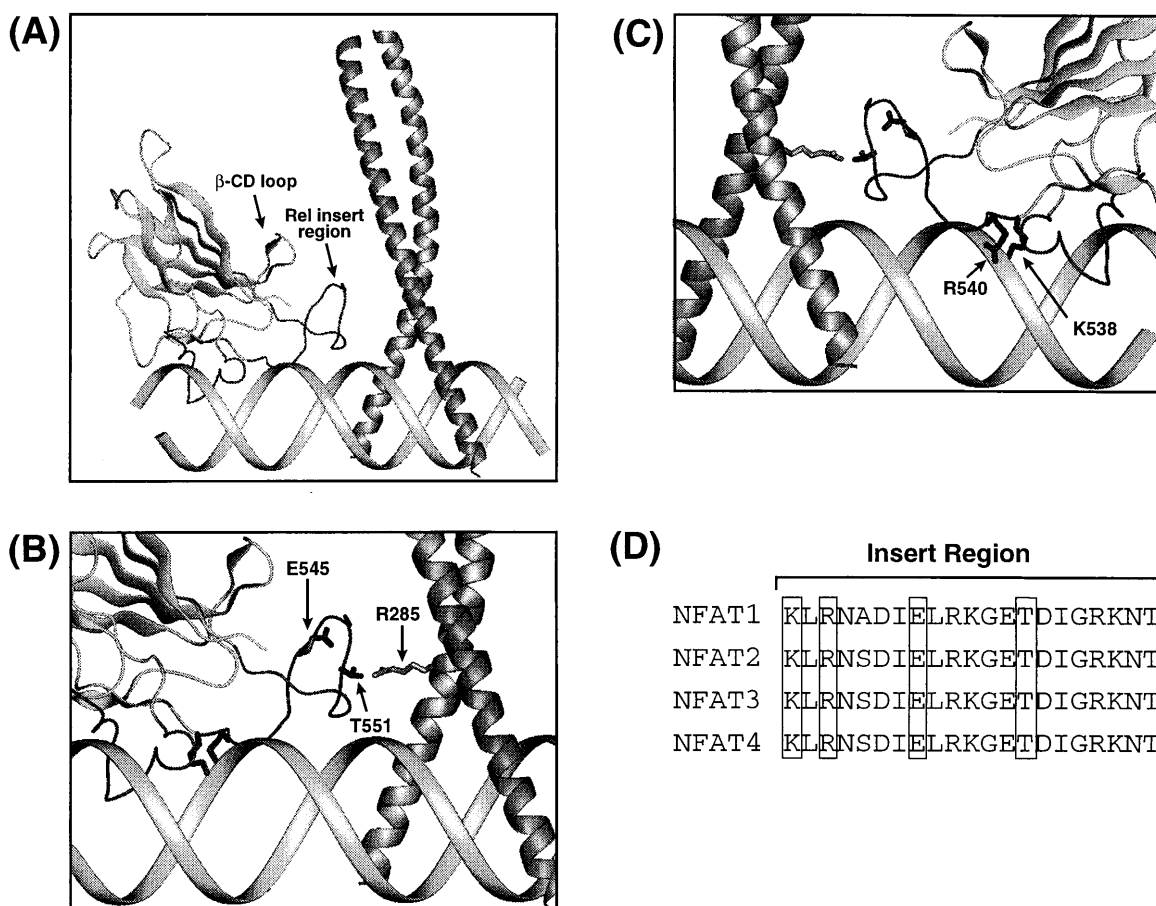 (A)
β-CD loop
Rel insert
region
(B)
E545
R285
T551
(C)
R540
K538
(D)
Insert Region
NFAT1 KLRNADIELRKGETDIGRKNT
NFAT2 KLRNSDIELRKGETDIGRKNT
NFAT3 KLRNSDIELRKGETDIGRKNT
NFAT4 KLRNSDIELRKGETDIGRKNT